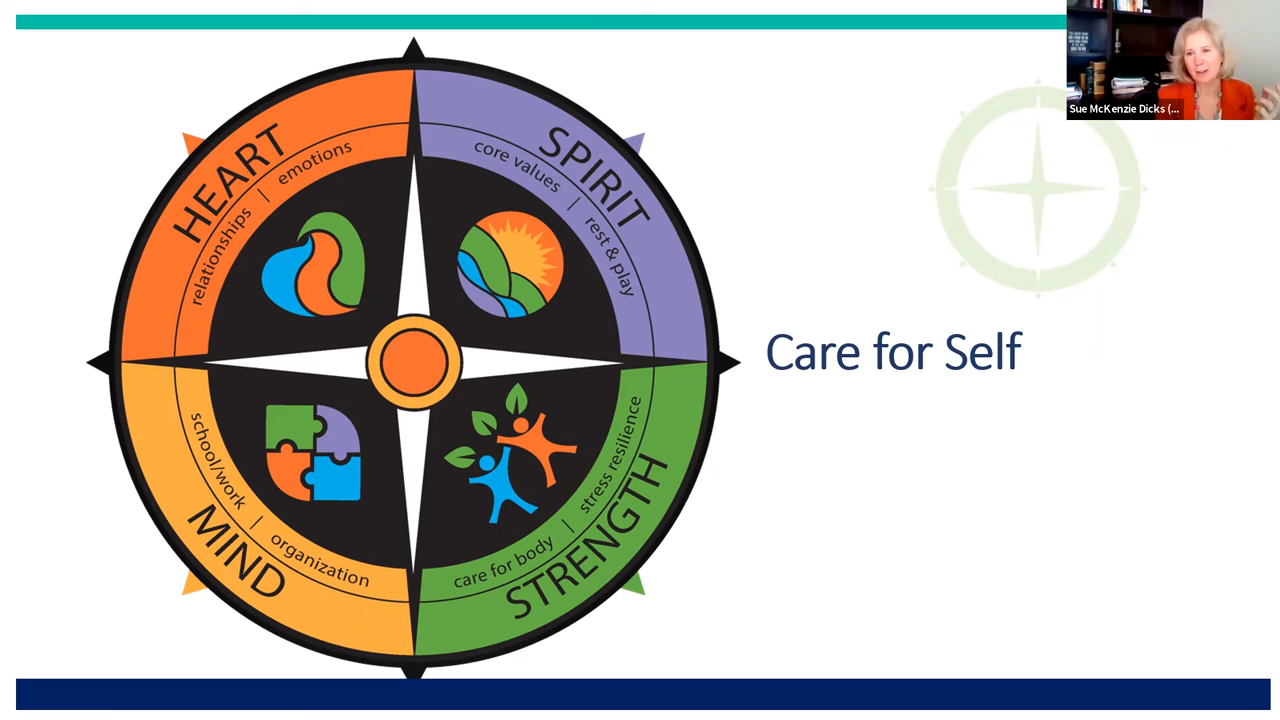 Sue McKenzie Dicks (...
HEART
relationships | emotions
SPIRIT
core values | rest & play
Care for Self
MIND
school/work | organization
STRENGTH
care for body | stress resilience